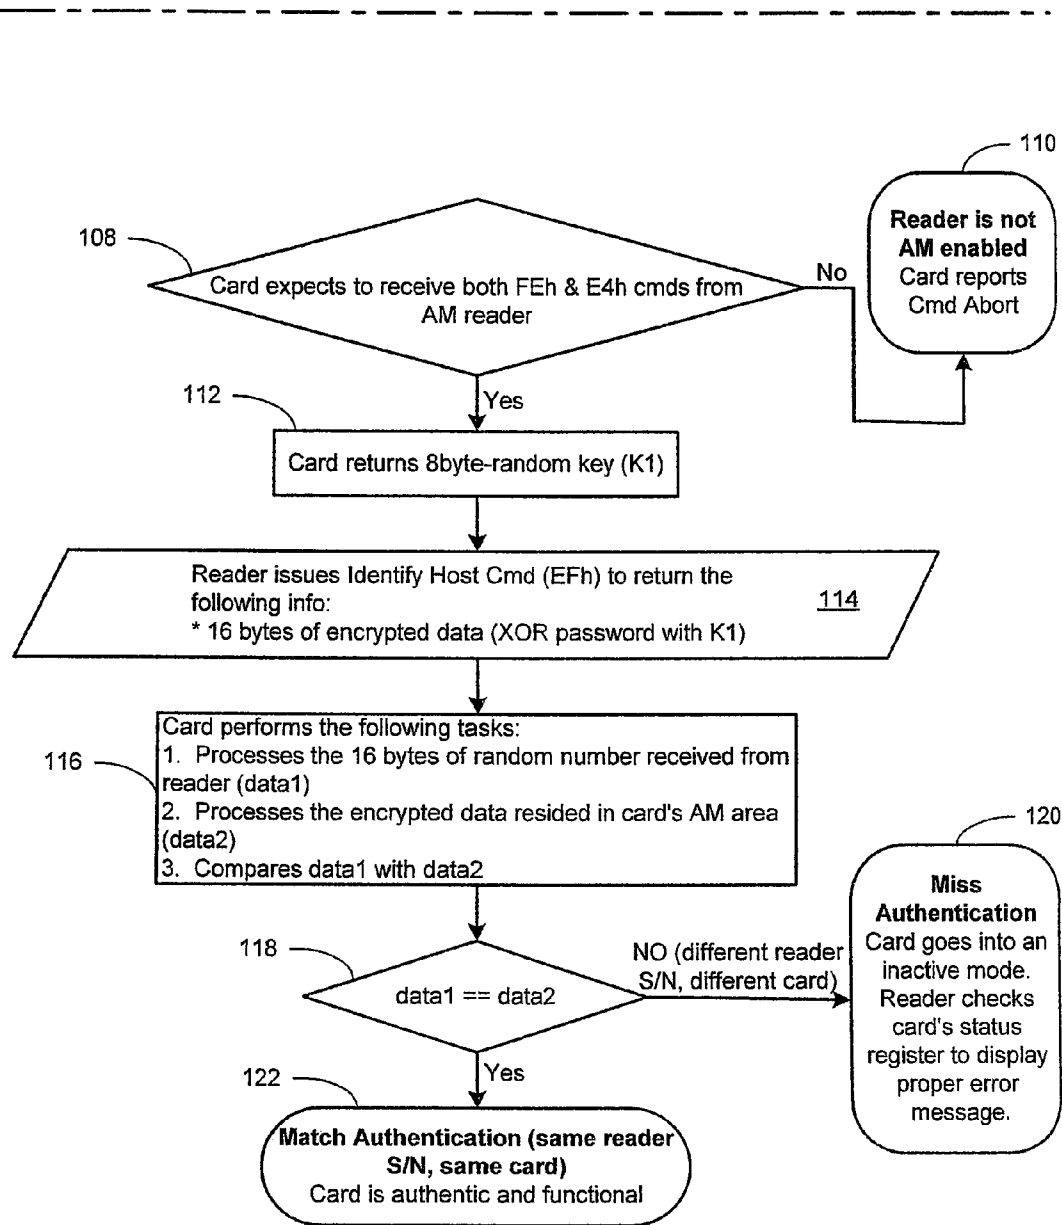 110
Reader is not
AM enabled
Card reports
Cmd Abort
108
Card expects to receive both FEh & E4h cmds from
AM reader
No
Yes
112
Card returns 8byte-random key (K1)
Reader issues Identify Host Cmd (EFh) to return the
following info:
* 16 bytes of encrypted data (XOR password with K1)
114
116
Card performs the following tasks:
1. Processes the 16 bytes of random number received from
reader (data1)
2. Processes the encrypted data resided in card's AM area
(data2)
3. Compares data1 with data2
118
data1 == data2
NO (different reader
S/N, different card)
120
Miss
Authentication
Card goes into an
inactive mode.
Reader checks
card's status
register to display
proper error
message.
Yes
122
Match Authentication (same reader
S/N, same card)
Card is authentic and functional